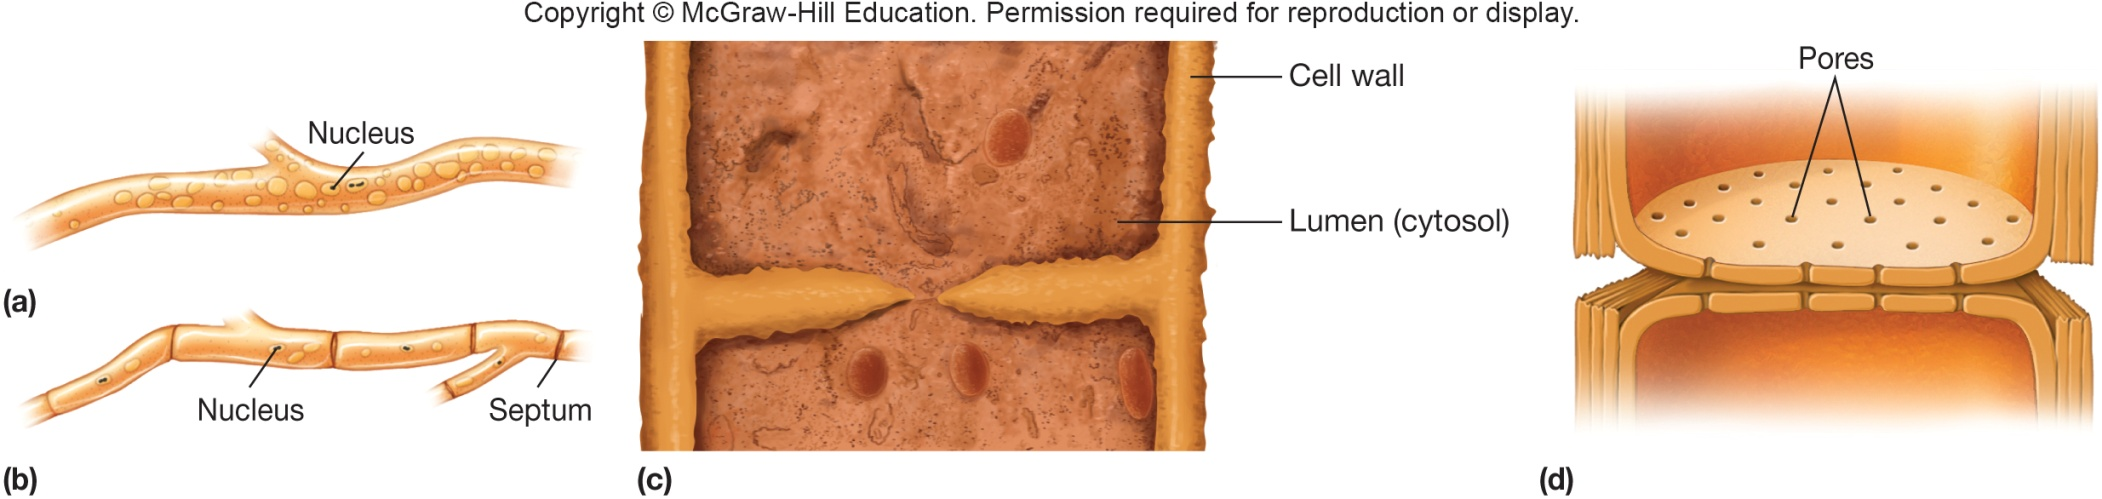 Copyright © McGraw-Hill Education. Permission required for reproduction or display.
Nucleus
(a)
Nucleus
Septum
(b)
Cell wall
Lumen (cytosol)
(c)
Pores
(d)